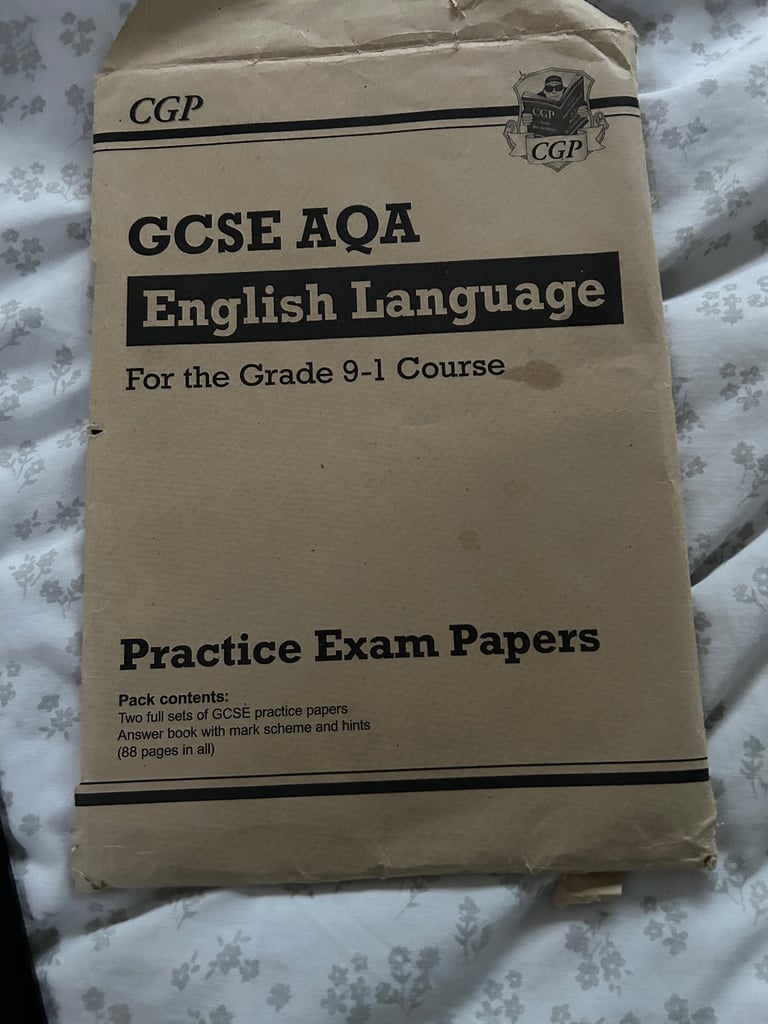 CGP
CGP
CGP
GCSE AQA
English Language
For the Grade 9-1 Course
Practice Exam Papers
Pack contents:
Two full sets of GCSE practice papers
Answer book with mark scheme and hints
(88 pages in all)